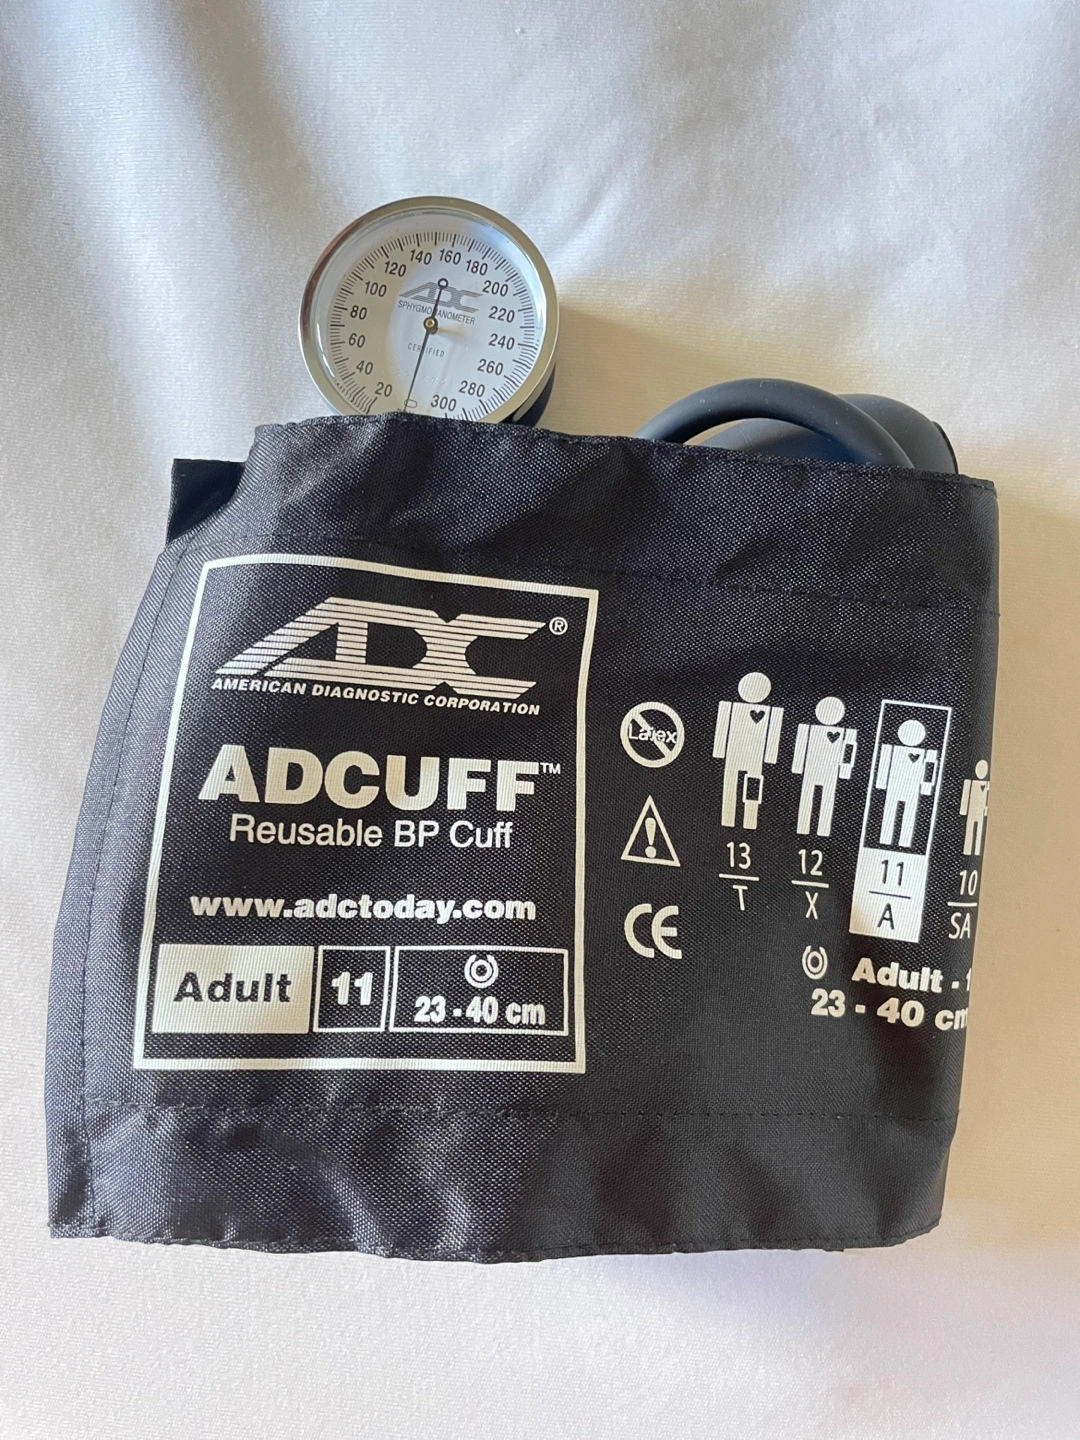 140 160 180
120 200
100 220
80 240
60 260
40 280
20 300
ADC
SPHYGMOMANOMETER
CERTIFIED
ADC®
AMERICAN DIAGNOSTIC CORPORATION
ADCUFF™
Reusable BP Cuff
www.adctoday.com
Adult 11 23 - 40 cm
Latex
CE
13 12 11 10
T X A SA
Adult -
23 - 40 cm